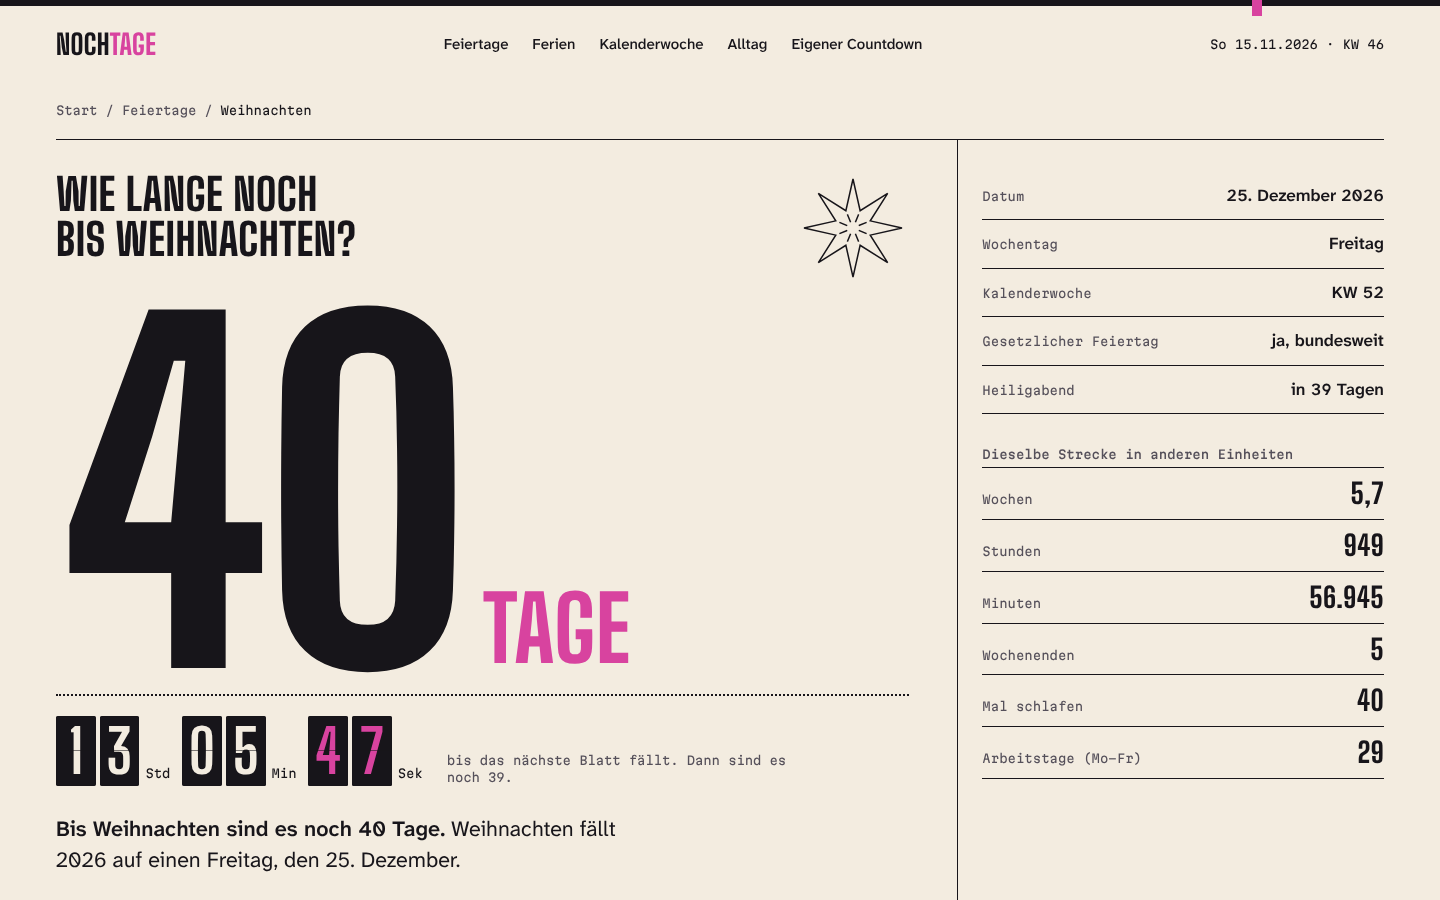 NOCHTAGE
Feiertage Ferien Kalenderwoche Alltag Eigener Countdown
So 15.11.2026 · KW 46
Start / Feiertage / Weihnachten
WIE LANGE NOCH
BIS WEIHNACHTEN?
40 TAGE
13 Std 05 Min 47 Sek
bis das nächste Blatt fällt. Dann sind es
noch 39.
Bis Weihnachten sind es noch 40 Tage. Weihnachten fällt
2026 auf einen Freitag, den 25. Dezember.
Datum 25. Dezember 2026
Wochentag Freitag
Kalenderwoche KW 52
Gesetzlicher Feiertag ja, bundesweit
Heiligabend in 39 Tagen
Dieselbe Strecke in anderen Einheiten
Wochen 5,7
Stunden 949
Minuten 56.945
Wochenenden 5
Mal schlafen 40
Arbeitstage (Mo–Fr) 29